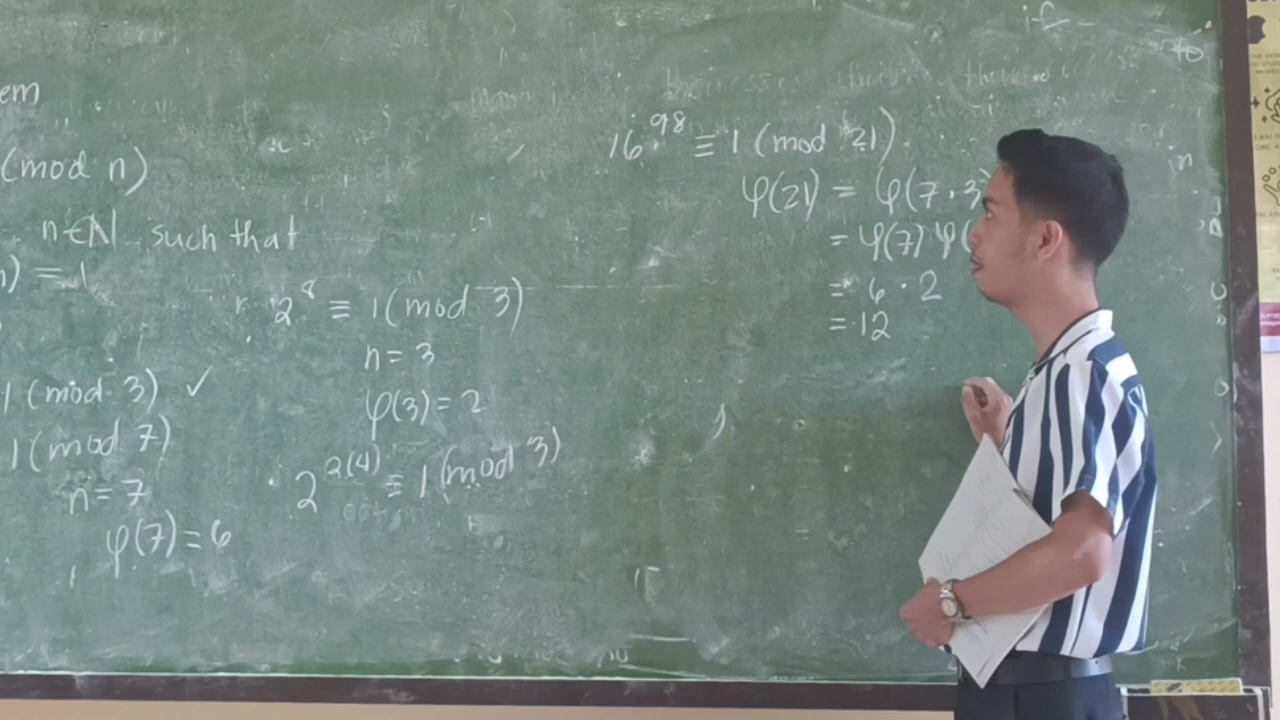 em
(mod n)
n∈ℕ such that
n) = 1
1 (mod 3) ✓
1 (mod 7)
n = 7
φ(7) = 6
2^8 ≡ 1 (mod 3)
n = 3
φ(3) = 2
2^2(4) ≡ 1 (mod 3)
16^98 ≡ 1 (mod 21)
φ(21) = φ(7·3)
= φ(7) φ(
= 6 · 2
= 12